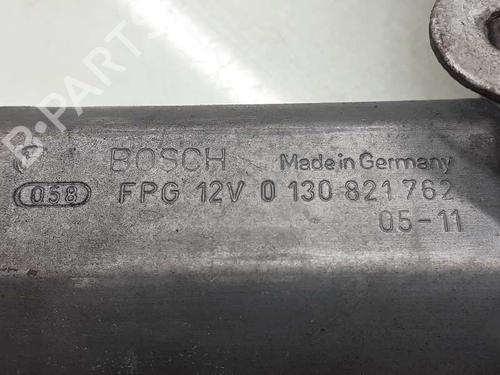 BOSCH Made in Germany
058 FPG 12V 0 130 821 762
05-11
B-PARTS